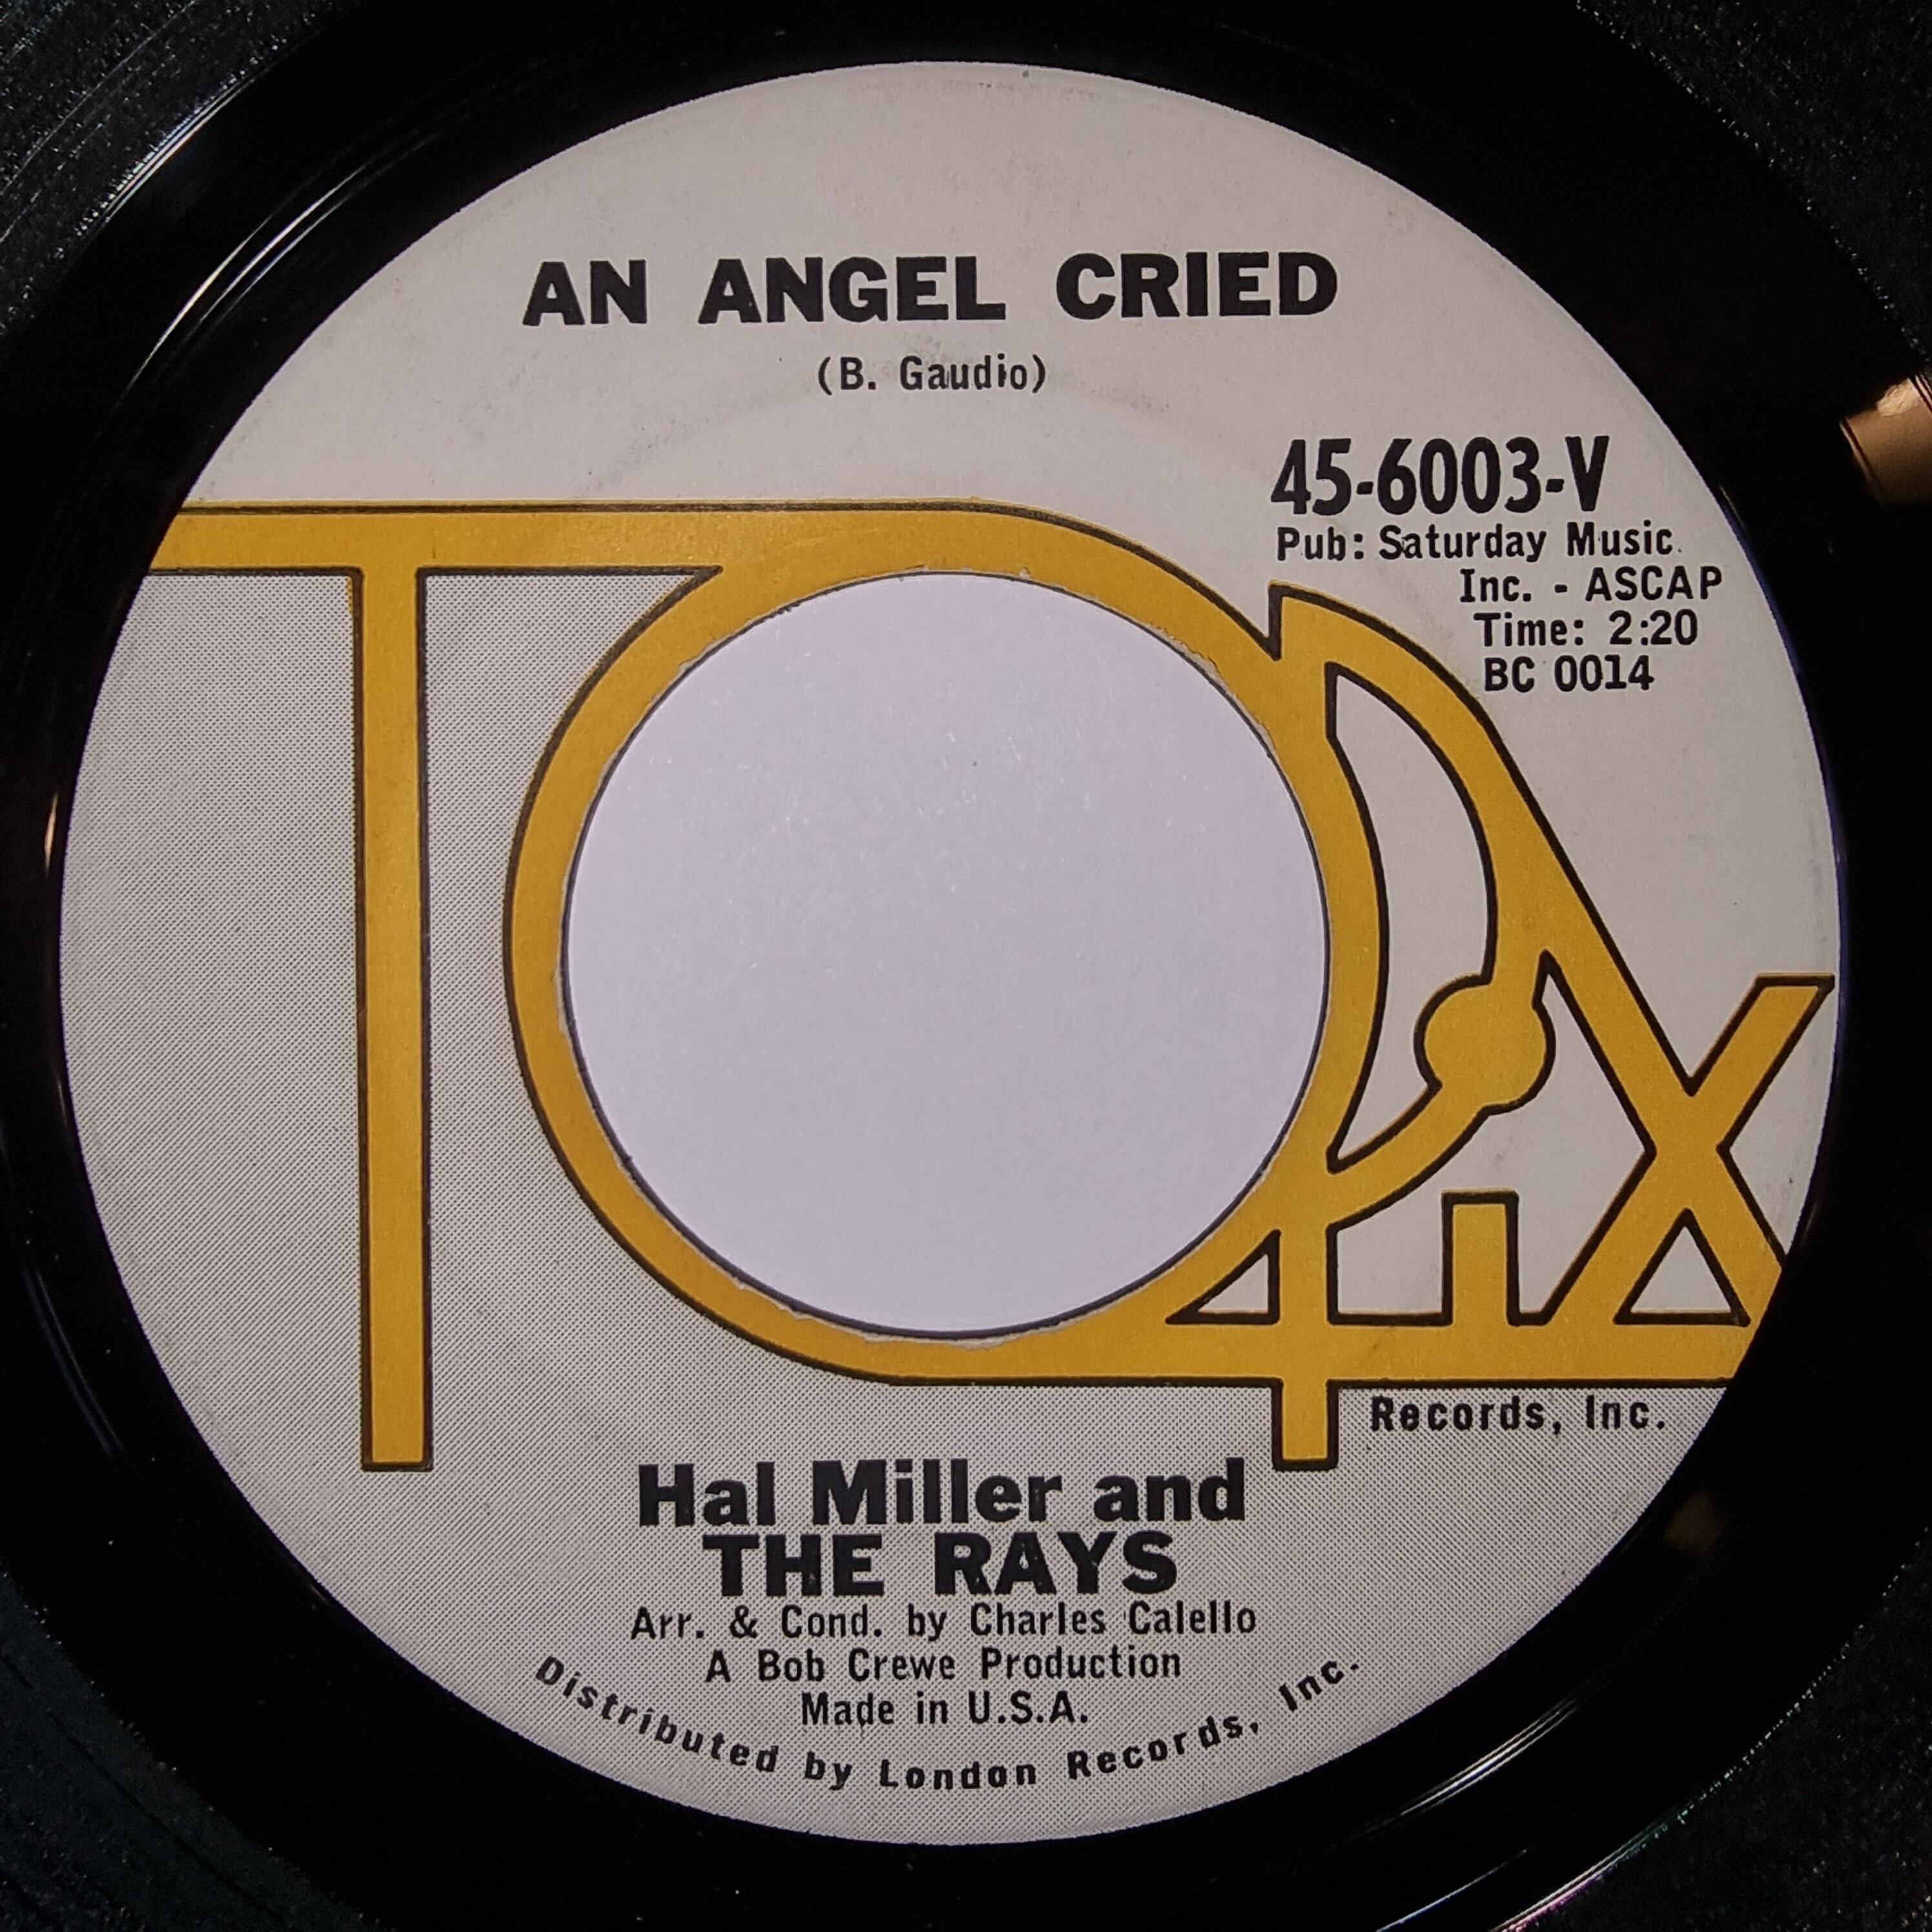 AN ANGEL CRIED
(B. Gaudio)
45-6003-V
Pub: Saturday Music
Inc. - ASCAP
Time: 2:20
BC 0014
Topix
Records, Inc.
Hal Miller and
THE RAYS
Arr. & Cond. by Charles Calello
A Bob Crewe Production
Made in U.S.A.
Distributed by London Records, Inc.